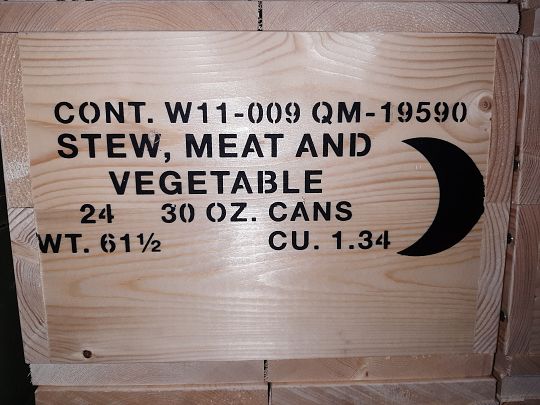 CONT. W11-009 QM-19590
STEW, MEAT AND
VEGETABLE
24 30 OZ. CANS
WT. 61½ CU. 1.34